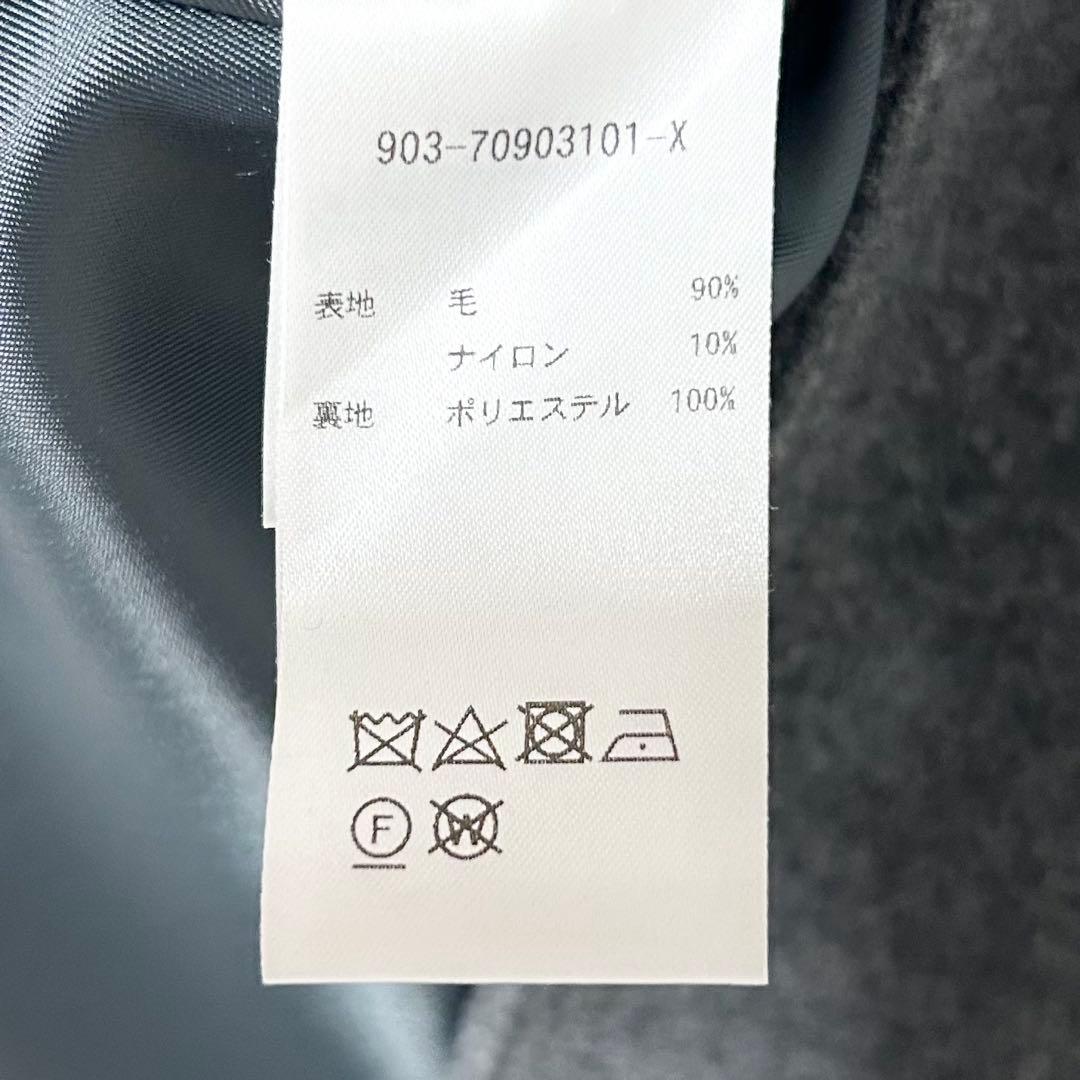 903-70903101-X
表地 毛 90%
ナイロン 10%
裏地 ポリエステル 100%
F W